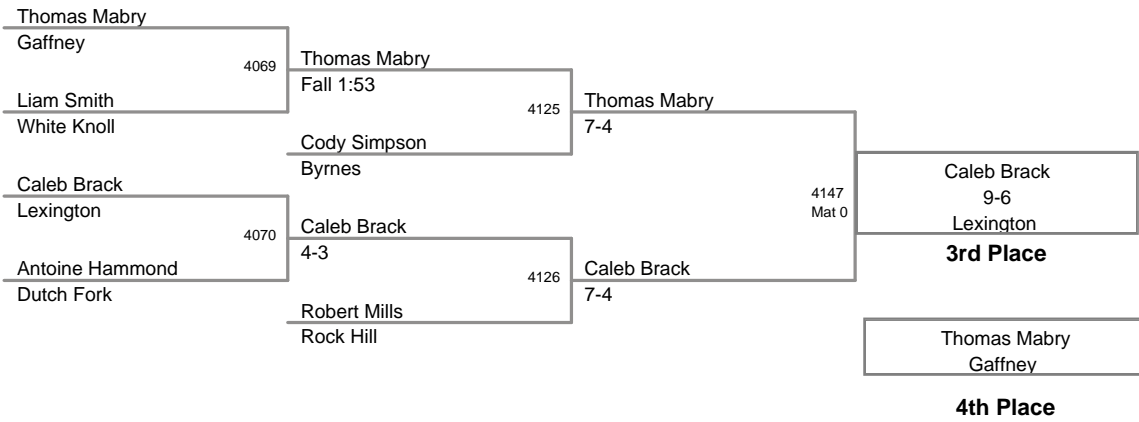 Thomas Mabry
Gaffney
4069
Liam Smith
White Knoll
Thomas Mabry
Fall 1:53
4125
Cody Simpson
Byrnes
Thomas Mabry
7-4
Caleb Brack
Lexington
4070
Antoine Hammond
Dutch Fork
Caleb Brack
4-3
4126
Robert Mills
Rock Hill
Caleb Brack
7-4
4147
Mat 0
Caleb Brack
9-6
Lexington
3rd Place
Thomas Mabry
Gaffney
4th Place